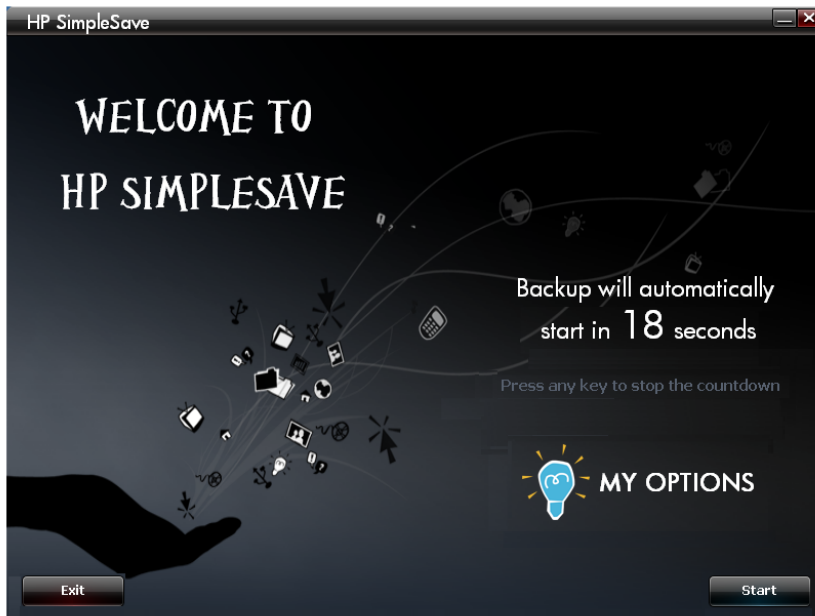 HP SimpleSave
WELCOME TO
HP SIMPLESAVE
Backup will automatically
start in 18 seconds
Press any key to stop the countdown
MY OPTIONS
Exit
Start